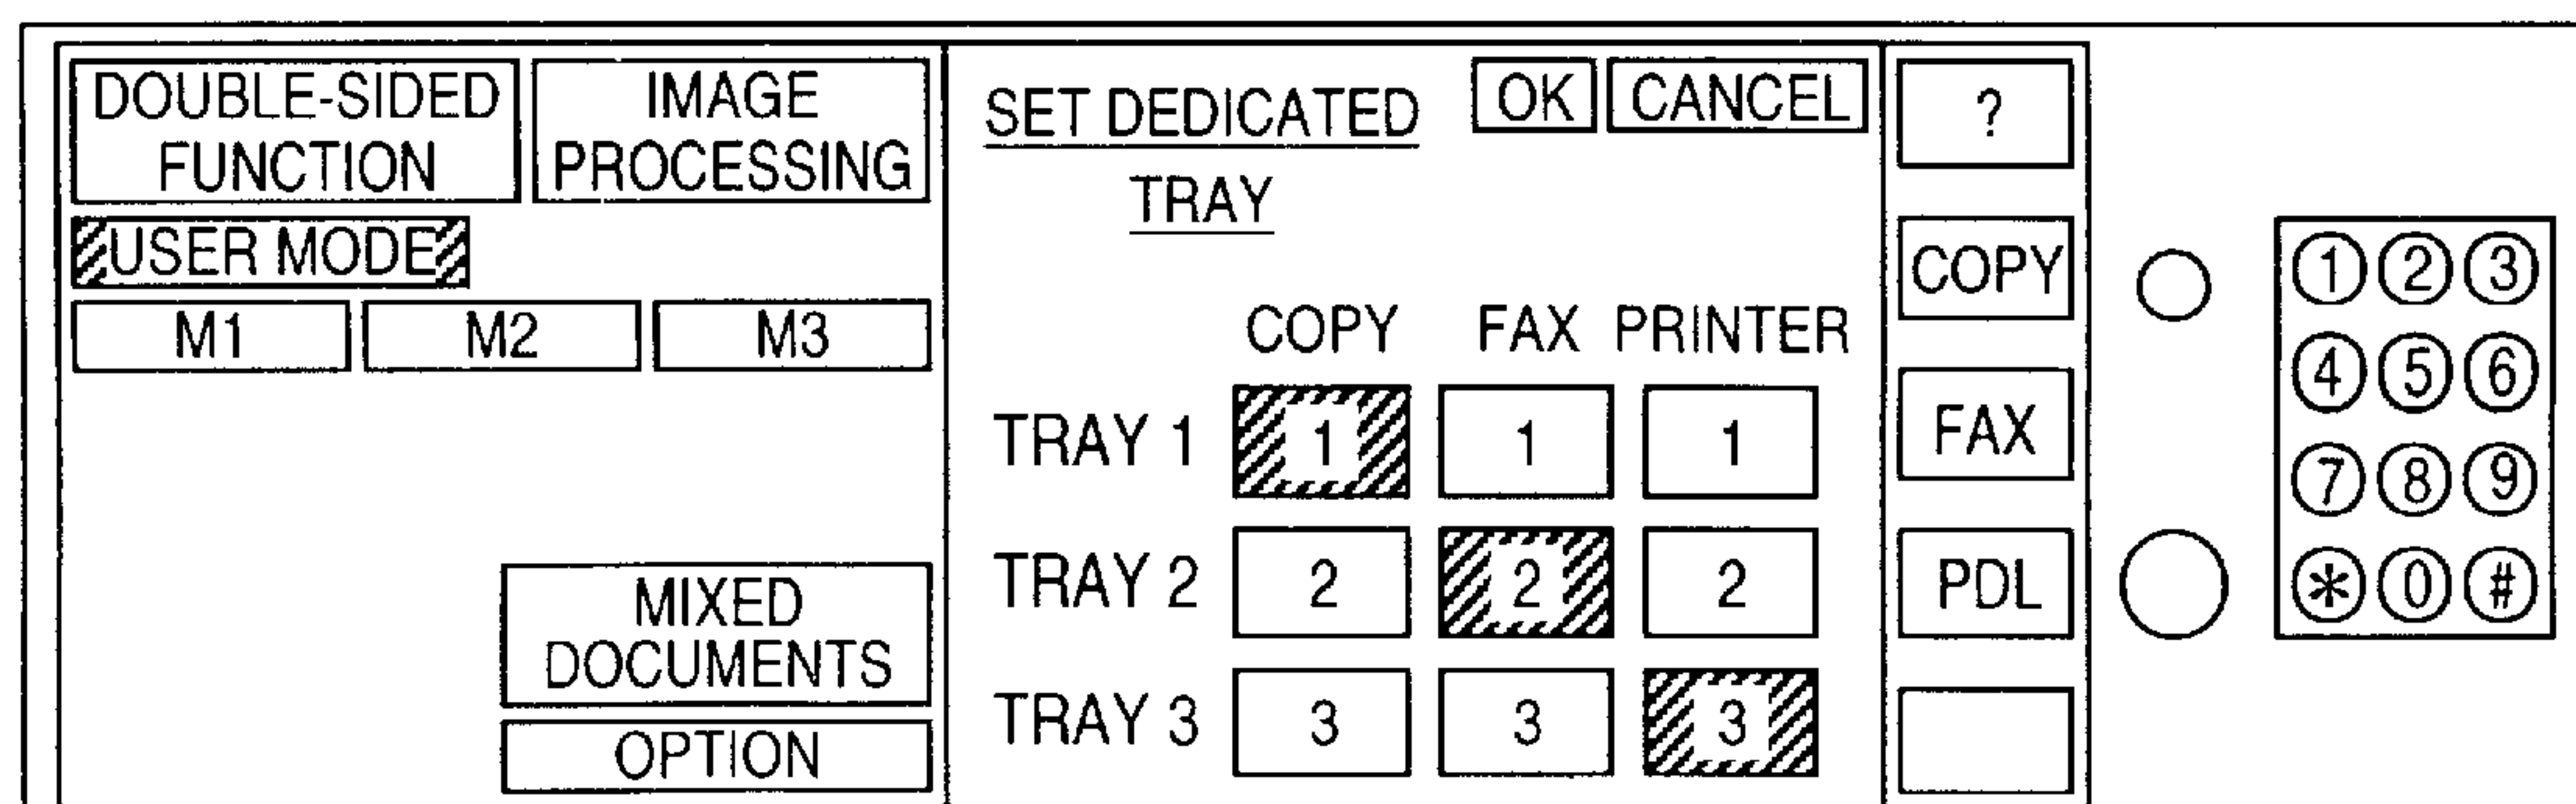 DOUBLE-SIDED
FUNCTION
IMAGE
PROCESSING
USER MODE
M1 M2 M3
MIXED
DOCUMENTS
OPTION
SET DEDICATED
TRAY
OK CANCEL
COPY FAX PRINTER
TRAY 1 1 1 1
TRAY 2 2 2 2
TRAY 3 3 3 3
?
COPY
FAX
PDL
1 2 3
4 5 6
7 8 9
* 0 #